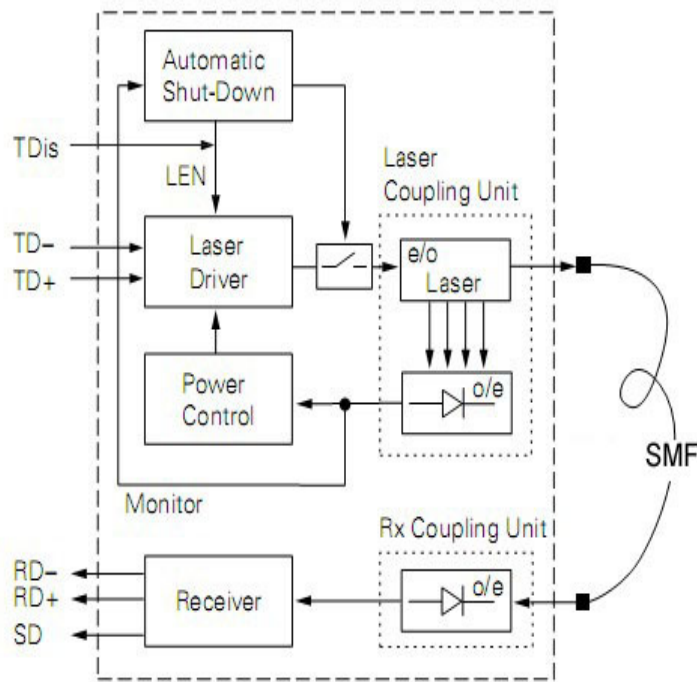 Automatic
Shut-Down
TDis
LEN
Laser
Coupling Unit
TD−
TD+
Laser
Driver
e/o
Laser
Power
Control
o/e
SMF
Monitor
Rx Coupling Unit
RD−
RD+
SD
Receiver
o/e